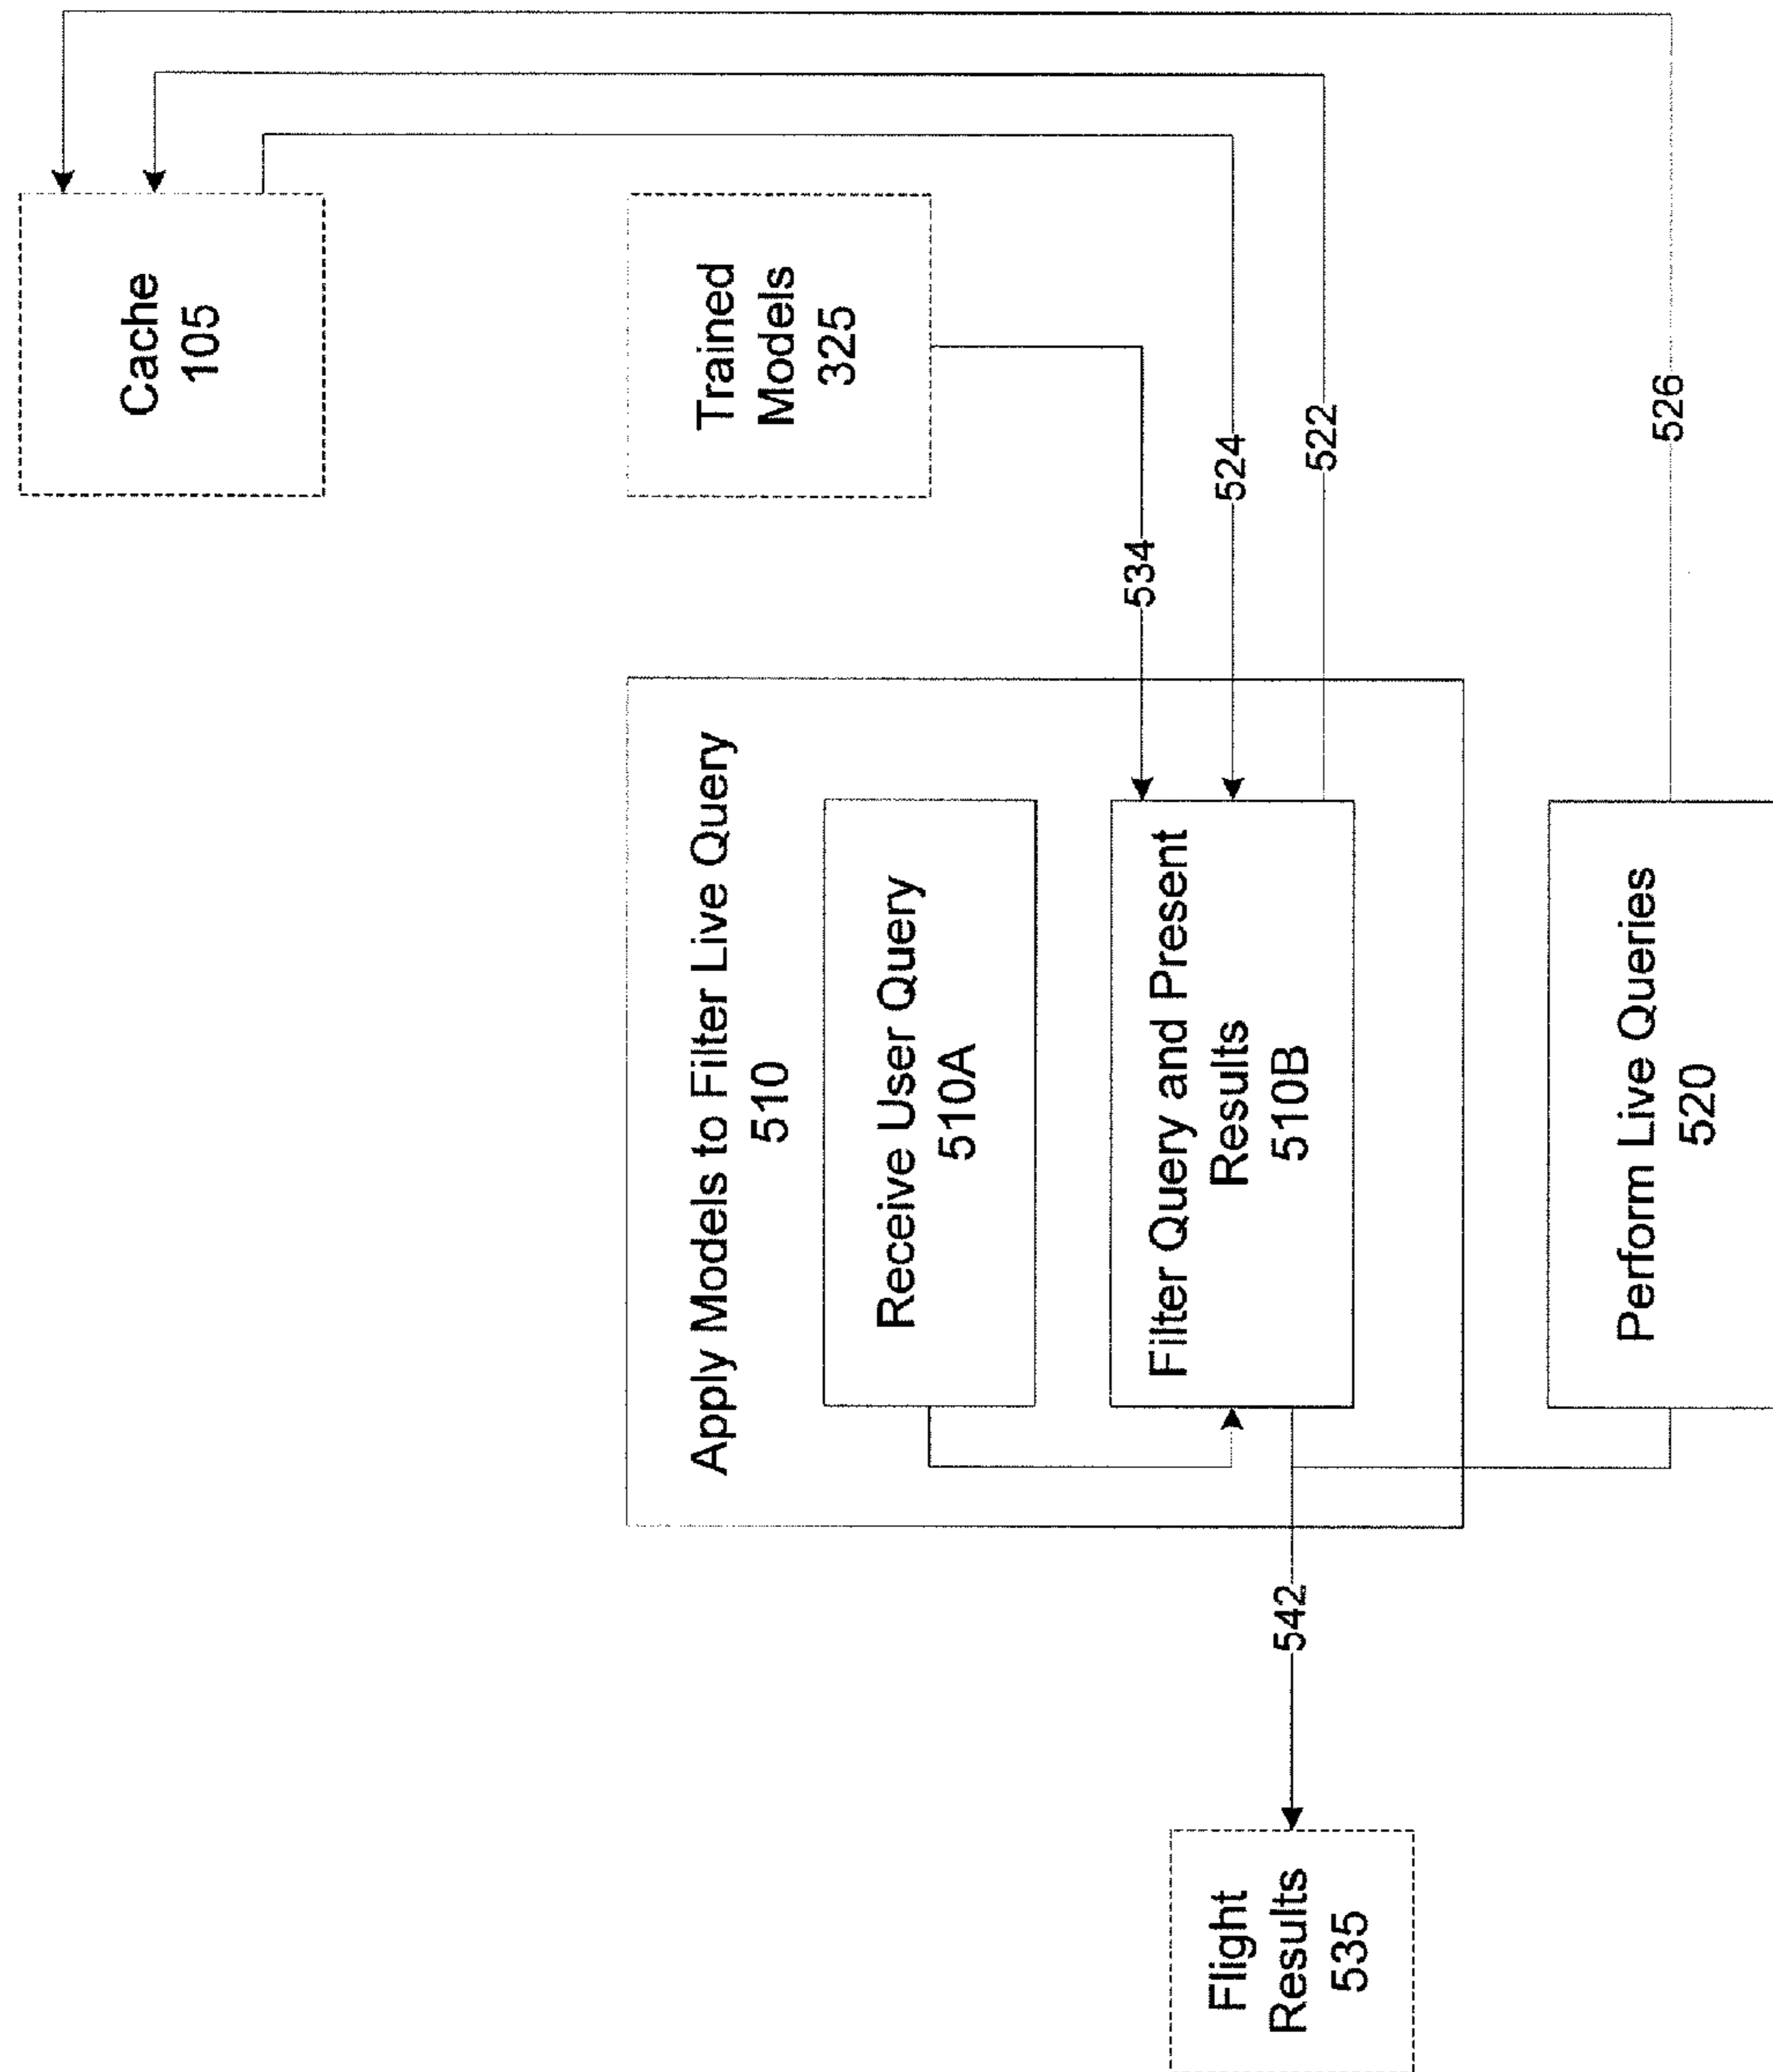 Cache
105
Trained
Models
325
Apply Models to Filter Live Query
510
Receive User Query
510A
Filter Query and Present
Results
510B
Perform Live Queries
520
Flight
Results
535
534
524
522
526
542